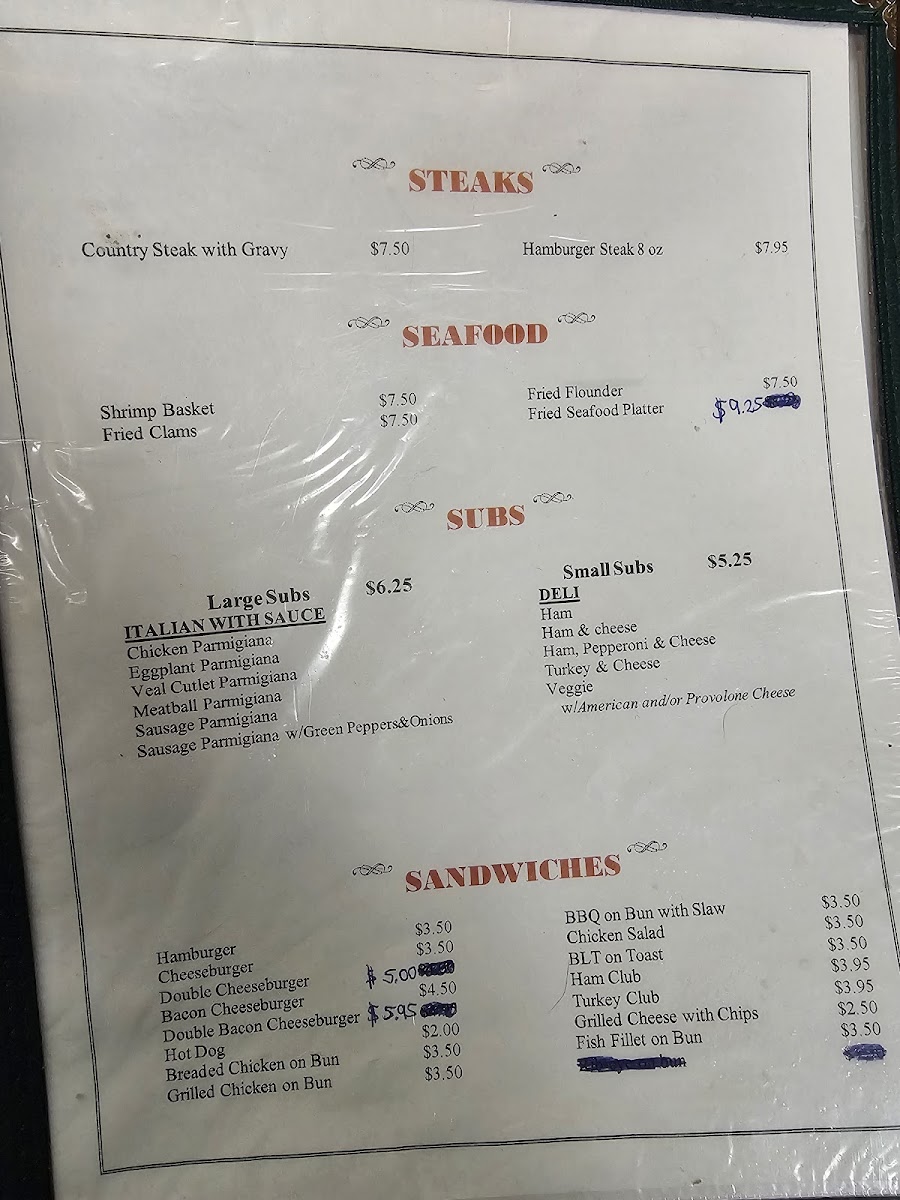 STEAKS
Country Steak with Gravy $7.50 Hamburger Steak 8 oz $7.95
SEAFOOD
Shrimp Basket $7.50 Fried Flounder $7.50
Fried Clams $7.50 Fried Seafood Platter $9.25
SUBS
Large Subs $6.25
ITALIAN WITH SAUCE
Chicken Parmigiana
Eggplant Parmigiana
Veal Cutlet Parmigiana
Meatball Parmigiana
Sausage Parmigiana
Sausage Parmigiana w/Green Peppers&Onions
Small Subs $5.25
DELI
Ham
Ham & cheese
Ham, Pepperoni & Cheese
Turkey & Cheese
Veggie
w/American and/or Provolone Cheese
SANDWICHES
Hamburger $3.50
Cheeseburger $3.50
Double Cheeseburger $5.00
Bacon Cheeseburger $4.50
Double Bacon Cheeseburger $5.95
Hot Dog $2.00
Breaded Chicken on Bun $3.50
Grilled Chicken on Bun $3.50
BBQ on Bun with Slaw $3.50
Chicken Salad $3.50
BLT on Toast $3.50
Ham Club $3.95
Turkey Club $3.95
Grilled Cheese with Chips $2.50
Fish Fillet on Bun $3.50